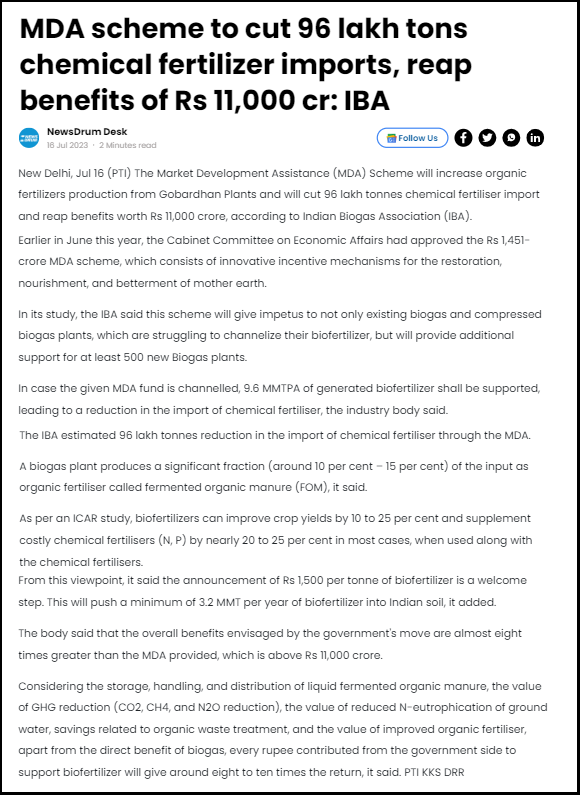 MDA scheme to cut 96 lakh tons
chemical fertilizer imports, reap
benefits of Rs 11,000 cr: IBA
NewsDrum Desk
16 Jul 2023 · 2 Minutes read
Follow Us
New Delhi, Jul 16 (PTI) The Market Development Assistance (MDA) Scheme will increase organic
fertilizers production from Gobardhan Plants and will cut 96 lakh tonnes chemical fertiliser import
and reap benefits worth Rs 11,000 crore, according to Indian Biogas Association (IBA).
Earlier in June this year, the Cabinet Committee on Economic Affairs had approved the Rs 1,451-
crore MDA scheme, which consists of innovative incentive mechanisms for the restoration,
nourishment, and betterment of mother earth.
In its study, the IBA said this scheme will give impetus to not only existing biogas and compressed
biogas plants, which are struggling to channelize their biofertilizer, but will provide additional
support for at least 500 new Biogas plants.
In case the given MDA fund is channelled, 9.6 MMTPA of generated biofertilizer shall be supported,
leading to a reduction in the import of chemical fertiliser, the industry body said.
The IBA estimated 96 lakh tonnes reduction in the import of chemical fertiliser through the MDA.
A biogas plant produces a significant fraction (around 10 per cent – 15 per cent) of the input as
organic fertiliser called fermented organic manure (FOM), it said.
As per an ICAR study, biofertilizers can improve crop yields by 10 to 25 per cent and supplement
costly chemical fertilisers (N, P) by nearly 20 to 25 per cent in most cases, when used along with
the chemical fertilisers.
From this viewpoint, it said the announcement of Rs 1,500 per tonne of biofertilizer is a welcome
step. This will push a minimum of 3.2 MMT per year of biofertilizer into Indian soil, it added.
The body said that the overall benefits envisaged by the government's move are almost eight
times greater than the MDA provided, which is above Rs 11,000 crore.
Considering the storage, handling, and distribution of liquid fermented organic manure, the value
of GHG reduction (CO2, CH4, and N2O reduction), the value of reduced N-eutrophication of ground
water, savings related to organic waste treatment, and the value of improved organic fertiliser,
apart from the direct benefit of biogas, every rupee contributed from the government side to
support biofertilizer will give around eight to ten times the return, it said. PTI KKS DRR